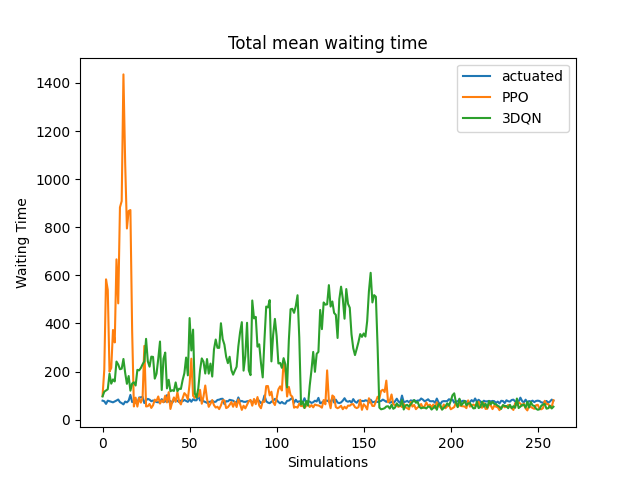 Total mean waiting time
actuated
PPO
3DQN
1400
1200
1000
800
600
400
200
0
Waiting Time
0 50 100 150 200 250
Simulations